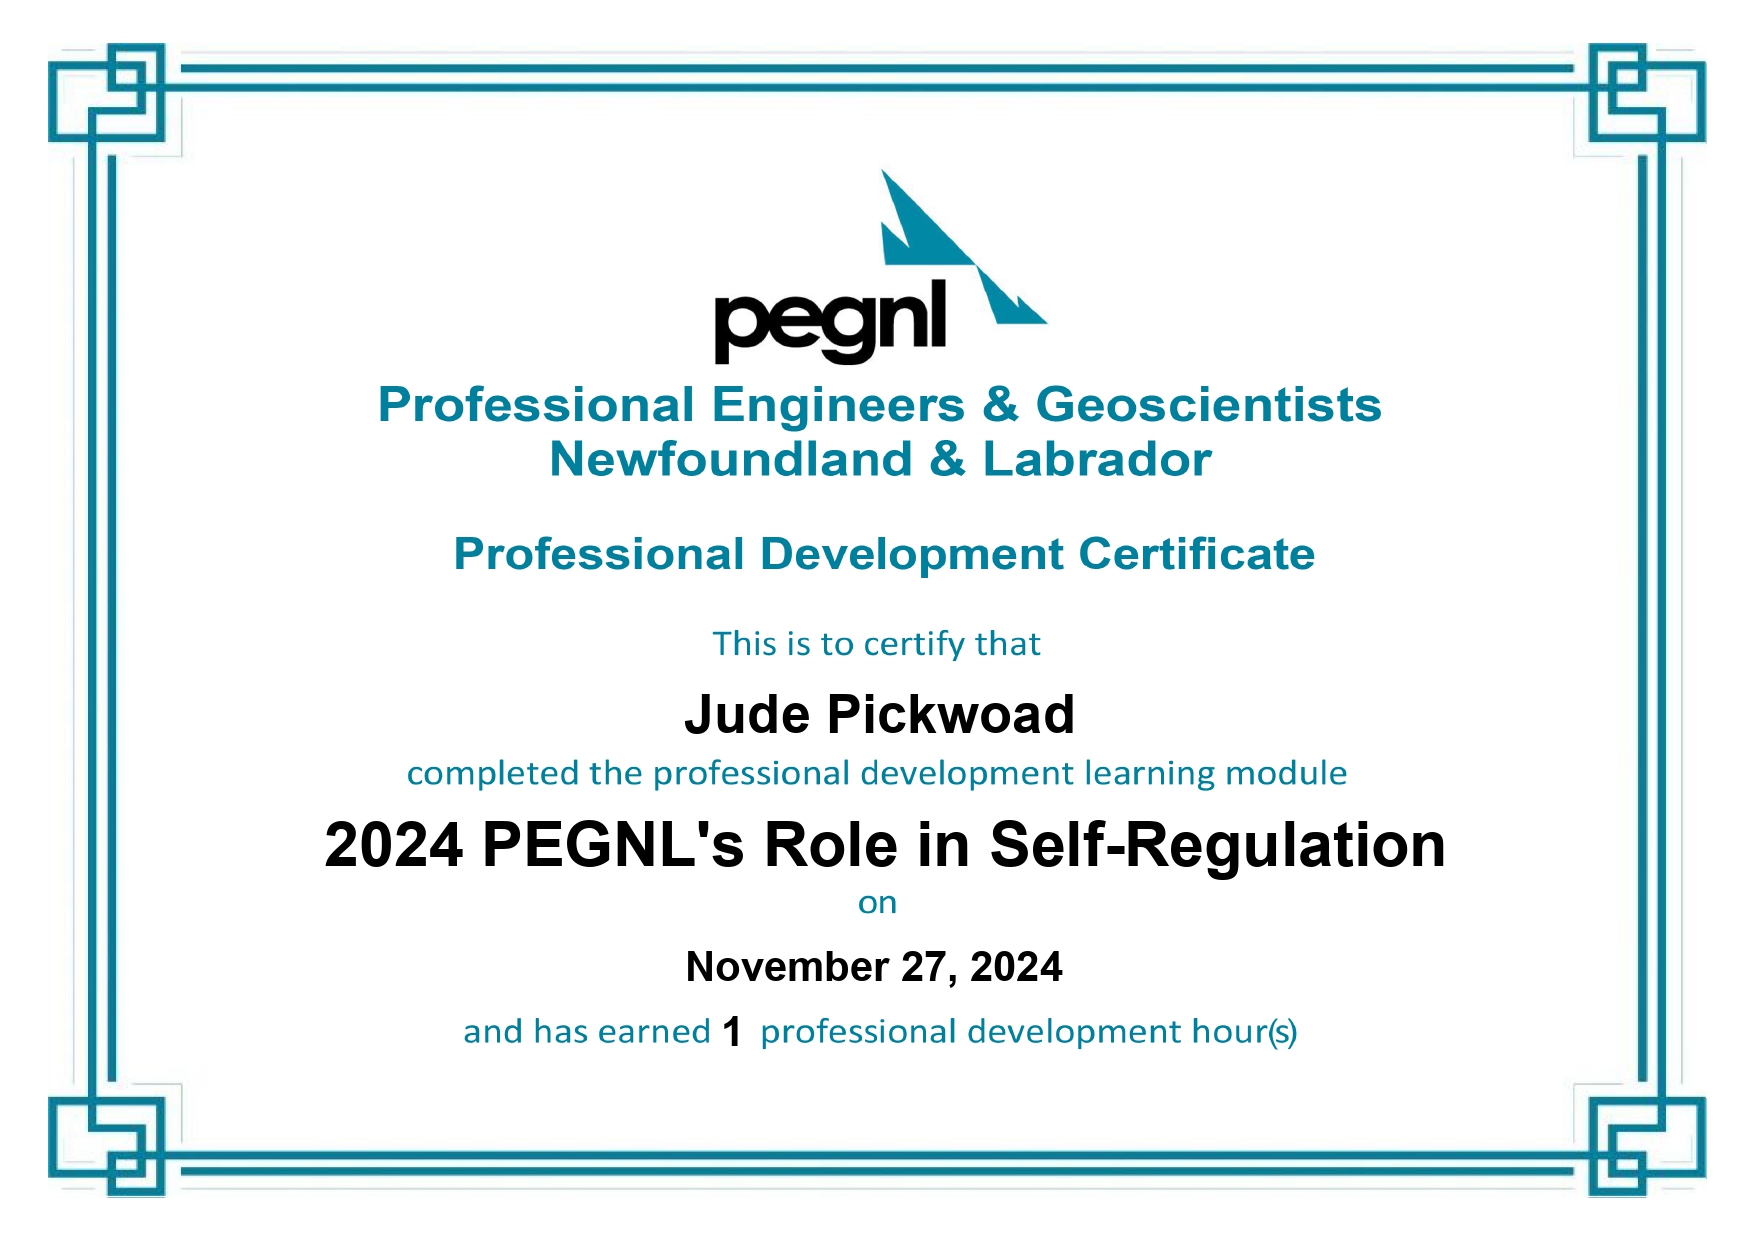 pegnl
Professional Engineers & Geoscientists
Newfoundland & Labrador
Professional Development Certificate
This is to certify that
Jude Pickwoad
completed the professional development learning module
2024 PEGNL's Role in Self-Regulation
on
November 27, 2024
and has earned 1 professional development hour(s)